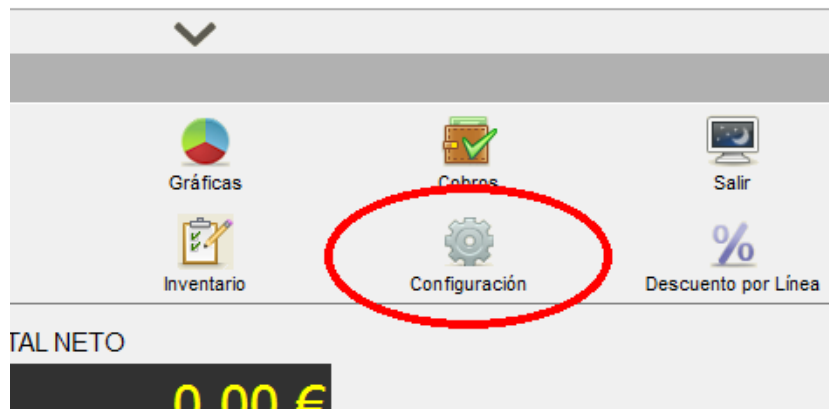 Gráficas
Cobros
Salir
Inventario
Configuración
Descuento por Línea
TAL NETO
0,00 €